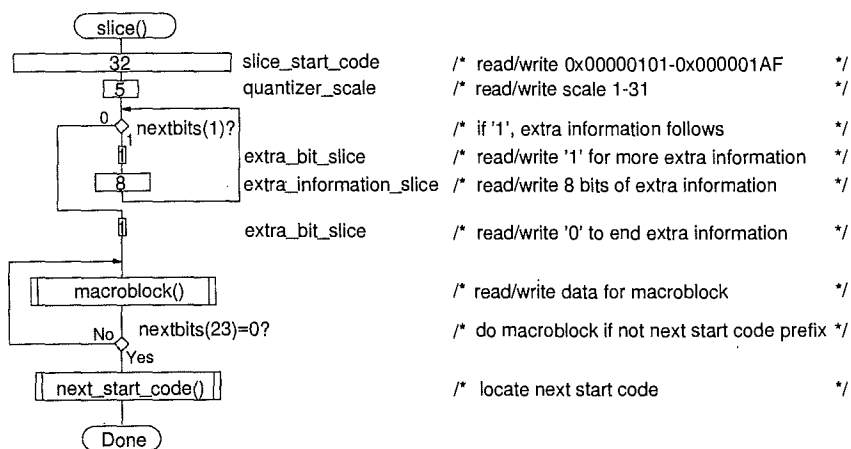 slice()
32 slice_start_code /* read/write 0x00000101-0x000001AF */
5 quantizer_scale /* read/write scale 1-31 */
0 nextbits(1)? /* if '1', extra information follows */
1
1 extra_bit_slice /* read/write '1' for more extra information */
8 extra_information_slice /* read/write 8 bits of extra information */
1 extra_bit_slice /* read/write '0' to end extra information */
macroblock() /* read/write data for macroblock */
No nextbits(23)=0? /* do macroblock if not next start code prefix */
Yes
next_start_code() /* locate next start code */
Done